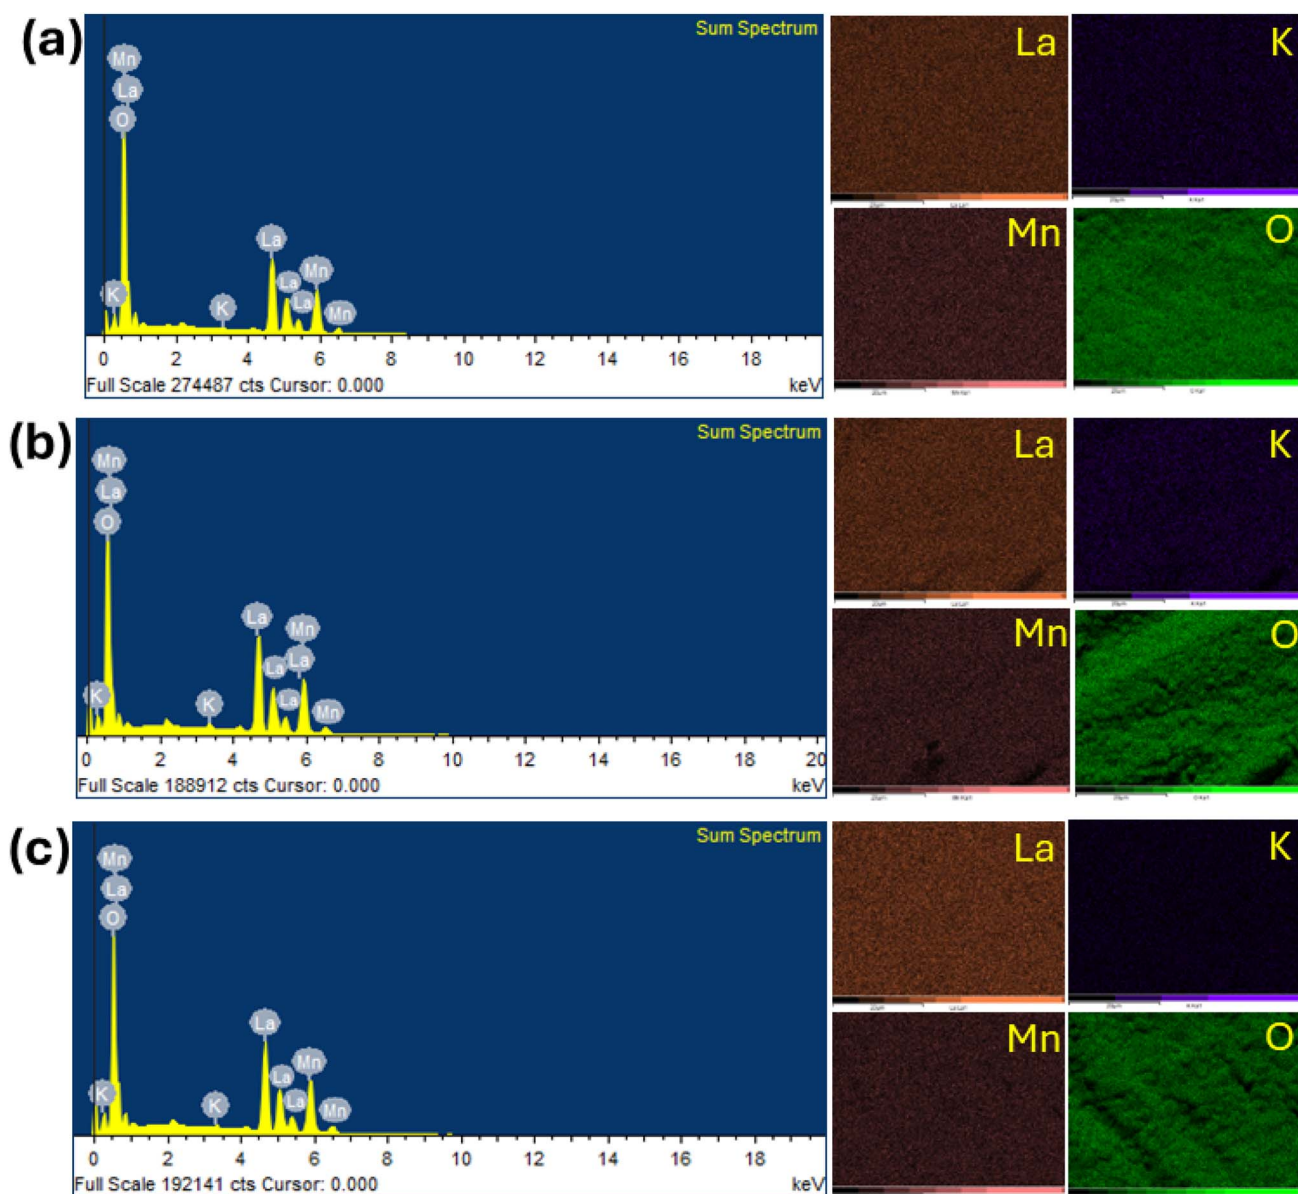 (a)
Sum Spectrum
Mn
La
O
K
K
La
La
La
Mn
Mn
0 2 4 6 8 10 12 14 16 18
Full Scale 274487 cts Cursor: 0.000 keV
La
K
Mn
O
(b)
Sum Spectrum
Mn
La
O
K
K
La
La
La
Mn
La
Mn
0 2 4 6 8 10 12 14 16 18 20
Full Scale 188912 cts Cursor: 0.000 keV
La
K
Mn
O
(c)
Sum Spectrum
Mn
La
O
K
K
La
La
La
Mn
Mn
0 2 4 6 8 10 12 14 16 18
Full Scale 192141 cts Cursor: 0.000 keV
La
K
Mn
O